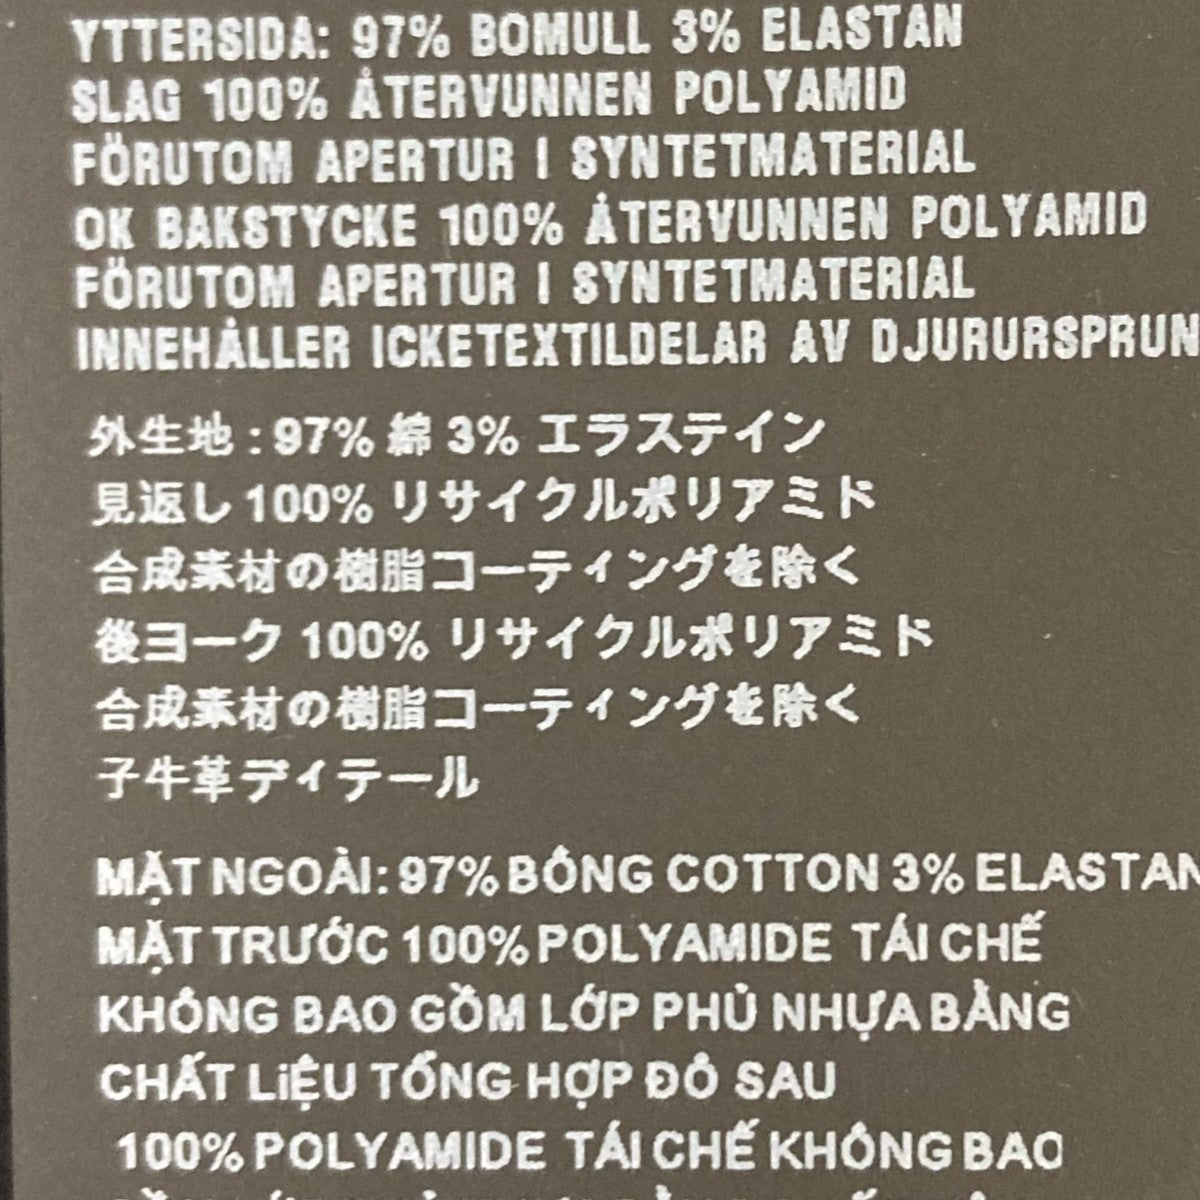 YTTERSIDA: 97% BOMULL 3% ELASTAN
SLAG 100% ÅTERVUNNEN POLYAMID
FÖRUTOM APERTUR I SYNTETMATERIAL
OK BAKSTYCKE 100% ÅTERVUNNEN POLYAMID
FÖRUTOM APERTUR I SYNTETMATERIAL
INNEHÅLLER ICKETEXTILDELAR AV DJURURSPRUN
外生地 : 97% 綿 3% エラステイン
見返し 100% リサイクルポリアミド
合成素材の樹脂コーティングを除く
後ヨーク 100% リサイクルポリアミド
合成素材の樹脂コーティングを除く
子牛革ディテール
MẶT NGOÀI: 97% BÔNG COTTON 3% ELASTAN
MẶT TRƯỚC 100% POLYAMIDE TÁI CHẾ
KHÔNG BAO GỒM LỚP PHỦ NHỰA BẰNG
CHẤT LiỆU TỔNG HỢP ĐÔ SAU
100% POLYAMIDE TÁI CHẾ KHÔNG BAO